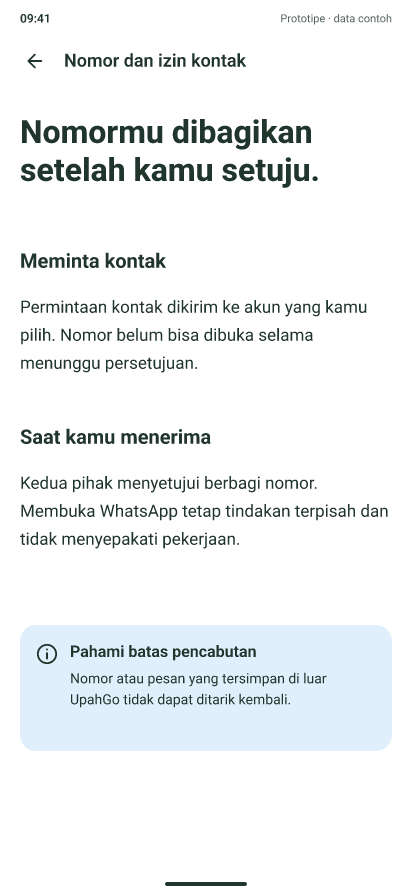 09:41
Prototipe · data contoh
Nomor dan izin kontak
Nomormu dibagikan
setelah kamu setuju.
Meminta kontak
Permintaan kontak dikirim ke akun yang kamu
pilih. Nomor belum bisa dibuka selama
menunggu persetujuan.
Saat kamu menerima
Kedua pihak menyetujui berbagi nomor.
Membuka WhatsApp tetap tindakan terpisah dan
tidak menyepakati pekerjaan.
Pahami batas pencabutan
Nomor atau pesan yang tersimpan di luar
UpahGo tidak dapat ditarik kembali.